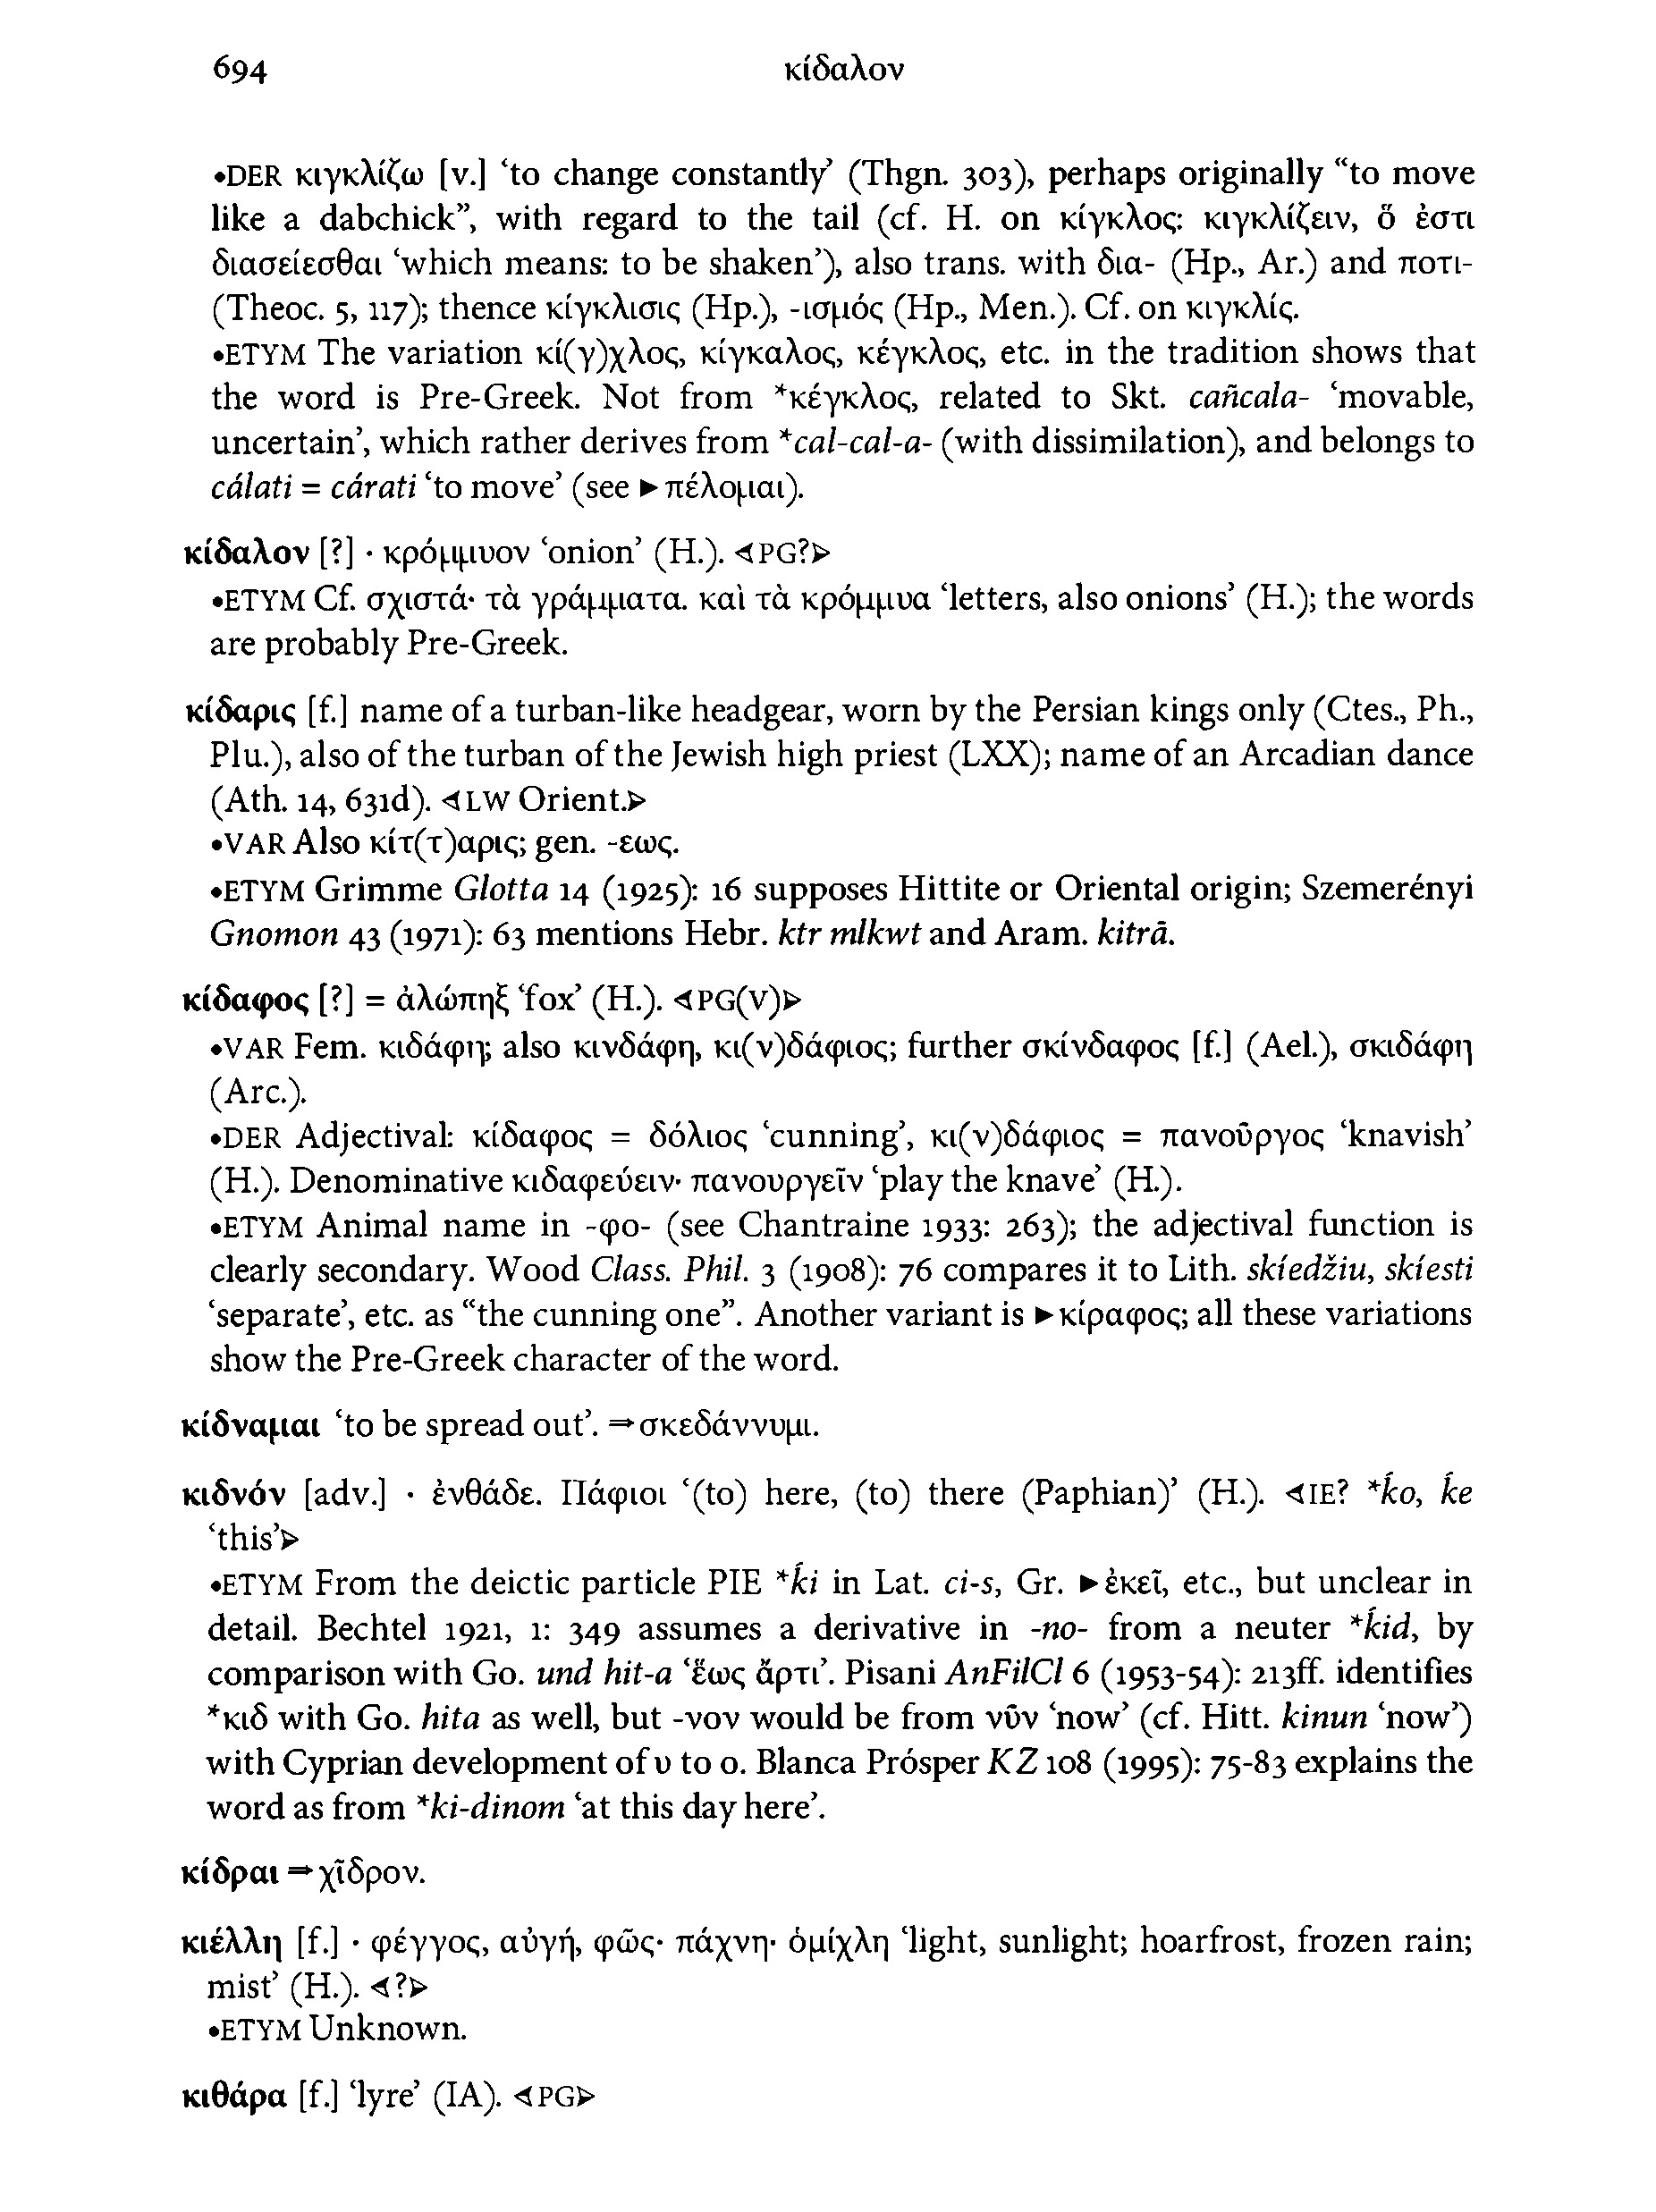 694 κίδαλον
•DER κιγκλίζω [v.] ‘to change constantly’ (Thgn. 303), perhaps originally “to move
like a dabchick”, with regard to the tail (cf. H. on κίγκλος: κιγκλίζειν, ὅ ἐστι
διασείεσθαι ‘which means: to be shaken’), also trans. with δια- (Hp., Ar.) and ποτι-
(Theoc. 5, 117); thence κίγκλισις (Hp.), -ισμός (Hp., Men.). Cf. on κιγκλίς.
•ETYM The variation κί(γ)χλος, κίγκαλος, κέγκλος, etc. in the tradition shows that
the word is Pre-Greek. Not from *κέγκλος, related to Skt. cañcala- ‘movable,
uncertain’, which rather derives from *cal-cal-a- (with dissimilation), and belongs to
cálati = cárati ‘to move’ (see ►πέλομαι).
κίδαλον [?] · κρόμμυον ‘onion’ (H.). ◄PG?►
•ETYM Cf. σχιστά· τὰ γράμματα. καὶ τὰ κρόμμυα ‘letters, also onions’ (H.); the words
are probably Pre-Greek.
κίδαρις [f.] name of a turban-like headgear, worn by the Persian kings only (Ctes., Ph.,
Plu.), also of the turban of the Jewish high priest (LXX); name of an Arcadian dance
(Ath. 14, 631d). ◄LW Orient.►
•VAR Also κίτ(τ)αρις; gen. -εως.
•ETYM Grimme Glotta 14 (1925): 16 supposes Hittite or Oriental origin; Szemerényi
Gnomon 43 (1971): 63 mentions Hebr. ktr mlkwt and Aram. kitrā.
κίδαφος [?] = ἀλώπηξ ‘fox’ (H.). ◄PG(V)►
•VAR Fem. κιδάφη; also κινδάφη, κι(ν)δάφιος; further σκίνδαφος [f.] (Ael.), σκιδάφη
(Arc.).
•DER Adjectival: κίδαφος = δόλιος ‘cunning’, κι(ν)δάφιος = πανοῦργος ‘knavish’
(H.). Denominative κιδαφεύειν· πανουργεῖν ‘play the knave’ (H.).
•ETYM Animal name in -φο- (see Chantraine 1933: 263); the adjectival function is
clearly secondary. Wood Class. Phil. 3 (1908): 76 compares it to Lith. skíedžiu, skíesti
‘separate’, etc. as “the cunning one”. Another variant is ►κίραφος; all these variations
show the Pre-Greek character of the word.
κίδναμαι ‘to be spread out’. ⇒σκεδάννυμι.
κιδνόν [adv.] · ἐνθάδε. Πάφιοι ‘(to) here, (to) there (Paphian)’ (H.). ◄IE? *ḱo, ḱe
‘this’►
•ETYM From the deictic particle PIE *ḱi in Lat. ci-s, Gr. ►ἐκεῖ, etc., but unclear in
detail. Bechtel 1921, 1: 349 assumes a derivative in -no- from a neuter *ḱid, by
comparison with Go. und hit-a ‘ἕως ἄρτι’. Pisani AnFilCl 6 (1953-54): 213ff. identifies
*κιδ with Go. hita as well, but -νον would be from νῦν ‘now’ (cf. Hitt. kinun ‘now’)
with Cyprian development of υ to ο. Blanca Prósper KZ 108 (1995): 75-83 explains the
word as from *ki-dinom ‘at this day here’.
κίδραι ⇒χῖδρον.
κιέλλη [f.] · φέγγος, αὐγή, φῶς· πάχνη· ὁμίχλη ‘light, sunlight; hoarfrost, frozen rain;
mist’ (H.). ◄?►
•ETYM Unknown.
κιθάρα [f.] ‘lyre’ (IA). ◄PG►